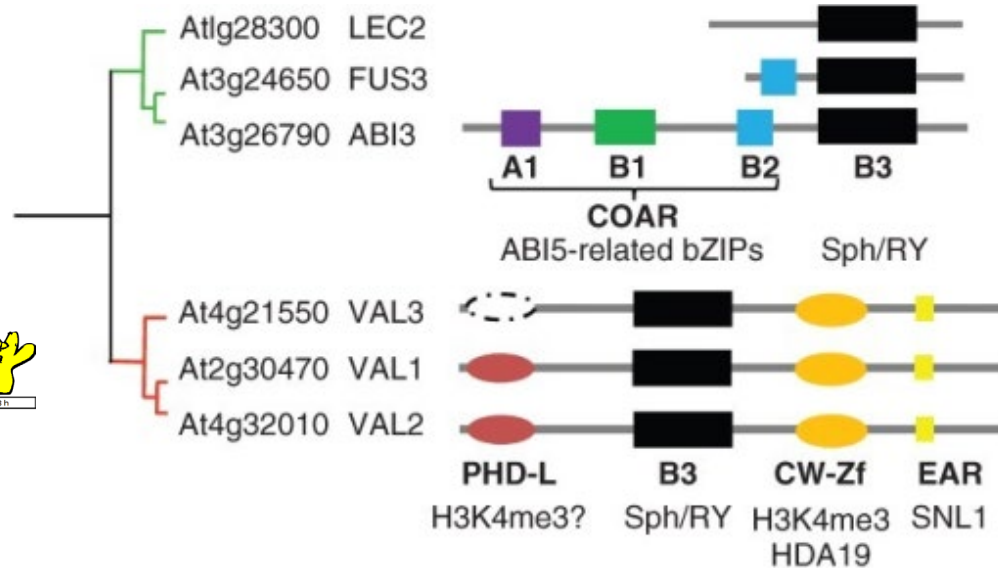 AtIg28300 LEC2
At3g24650 FUS3
At3g26790 ABI3
A1 B1 B2 B3
COAR
ABI5-related bZIPs Sph/RY
At4g21550 VAL3
At2g30470 VAL1
At4g32010 VAL2
PHD-L B3 CW-Zf EAR
H3K4me3? Sph/RY H3K4me3 SNL1
HDA19